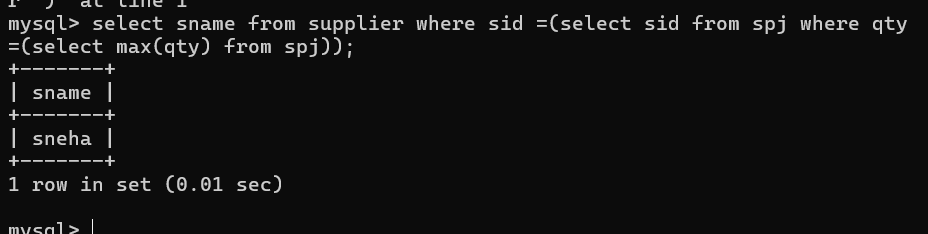 r ')' at line 1
mysql> select sname from supplier where sid =(select sid from spj where qty
=(select max(qty) from spj));
+-------+
| sname |
+-------+
| sneha |
+-------+
1 row in set (0.01 sec)
mysql>